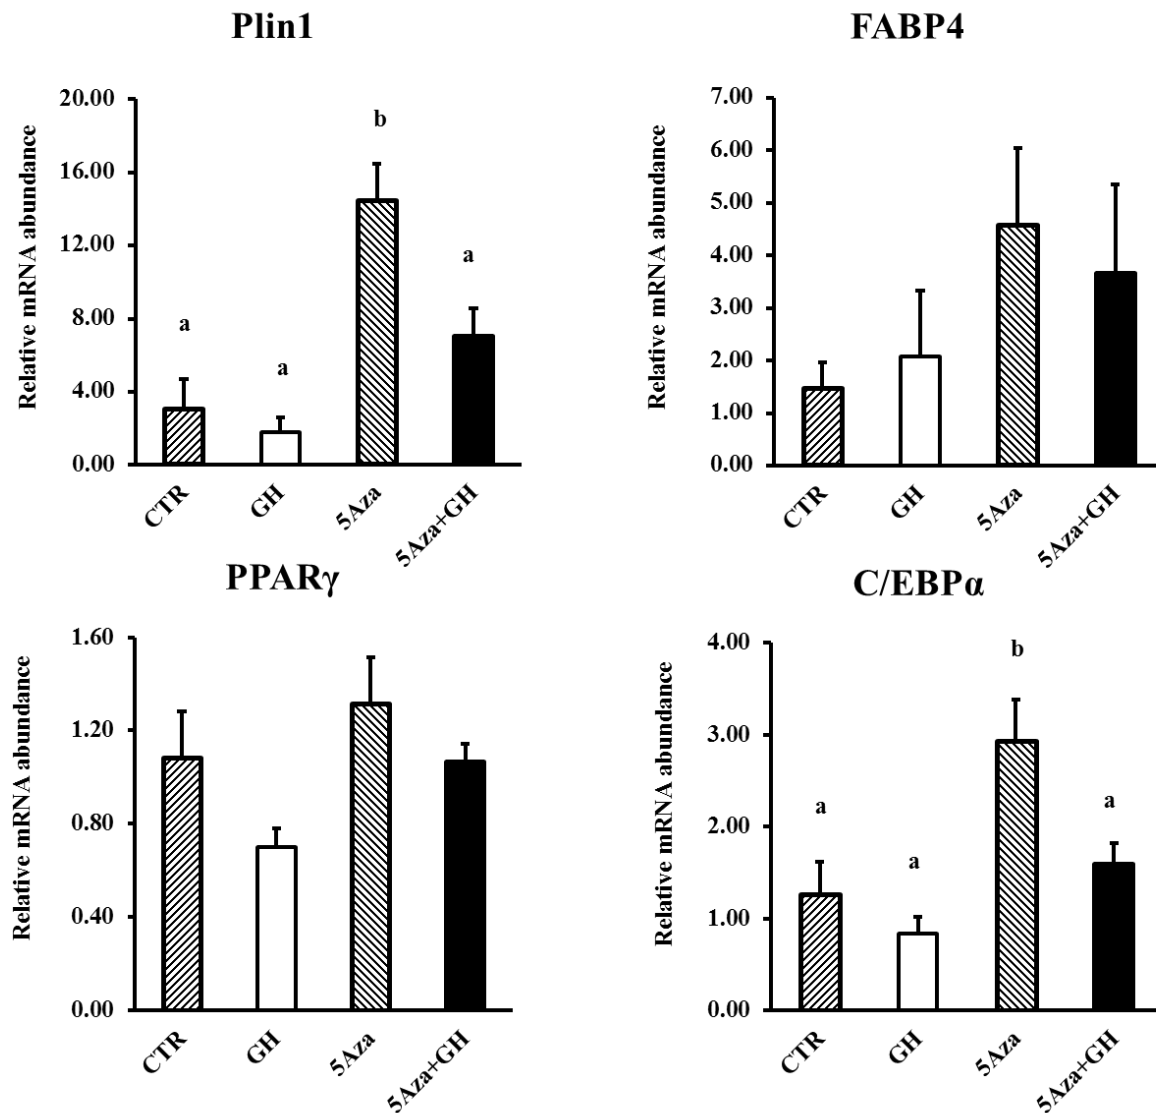 Plin1
Relative mRNA abundance
20.00
16.00
12.00
8.00
4.00
0.00
a
a
b
a
CTR
GH
5Aza
5Aza+GH
FABP4
Relative mRNA abundance
7.00
6.00
5.00
4.00
3.00
2.00
1.00
0.00
CTR
GH
5Aza
5Aza+GH
PPARγ
Relative mRNA abundance
1.60
1.20
0.80
0.40
0.00
CTR
GH
5Aza
5Aza+GH
C/EBPα
Relative mRNA abundance
4.00
3.00
2.00
1.00
0.00
a
a
b
a
CTR
GH
5Aza
5Aza+GH